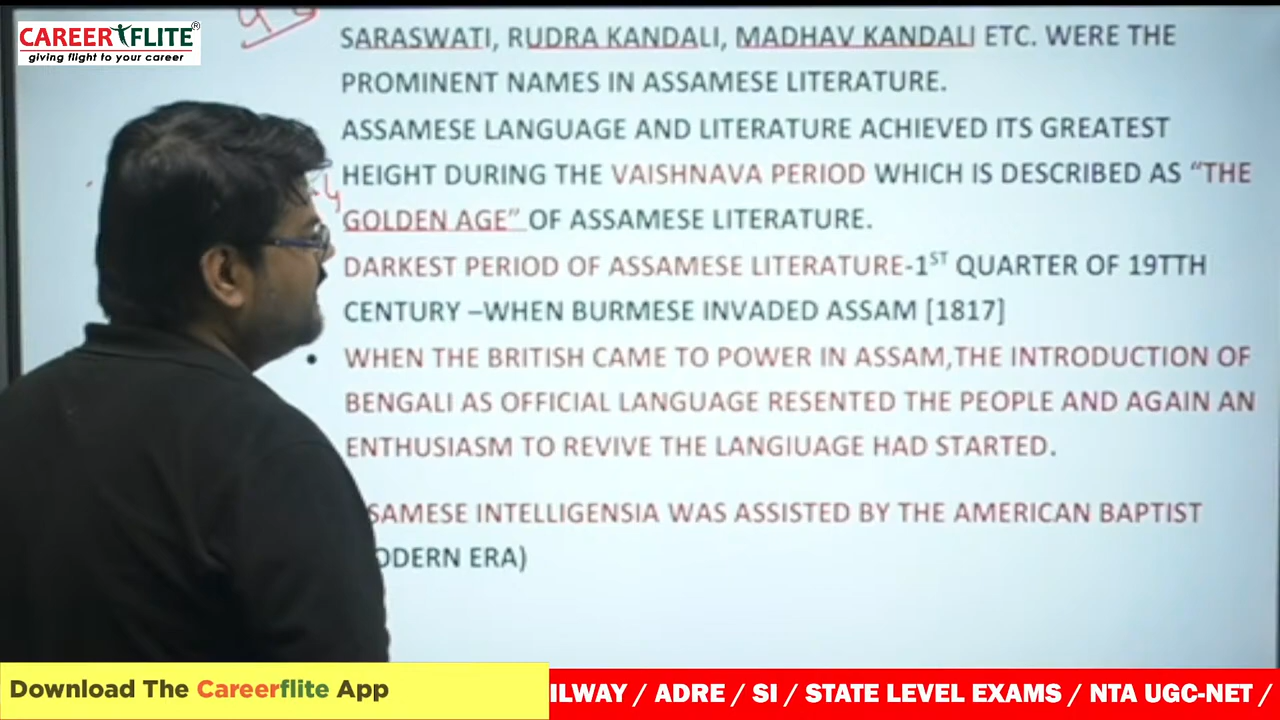 CAREER FLITE®
giving flight to your career
SARASWATI, RUDRA KANDALI, MADHAV KANDALI ETC. WERE THE
PROMINENT NAMES IN ASSAMESE LITERATURE.
ASSAMESE LANGUAGE AND LITERATURE ACHIEVED ITS GREATEST
HEIGHT DURING THE VAISHNAVA PERIOD WHICH IS DESCRIBED AS “THE
GOLDEN AGE” OF ASSAMESE LITERATURE.
DARKEST PERIOD OF ASSAMESE LITERATURE-1ST QUARTER OF 19TTH
CENTURY –WHEN BURMESE INVADED ASSAM [1817]
• WHEN THE BRITISH CAME TO POWER IN ASSAM,THE INTRODUCTION OF
BENGALI AS OFFICIAL LANGUAGE RESENTED THE PEOPLE AND AGAIN AN
ENTHUSIASM TO REVIVE THE LANGIUAGE HAD STARTED.
SAMESE INTELLIGENSIA WAS ASSISTED BY THE AMERICAN BAPTIST
ODERN ERA)
Download The Careerflite App
ILWAY / ADRE / SI / STATE LEVEL EXAMS / NTA UGC-NET /